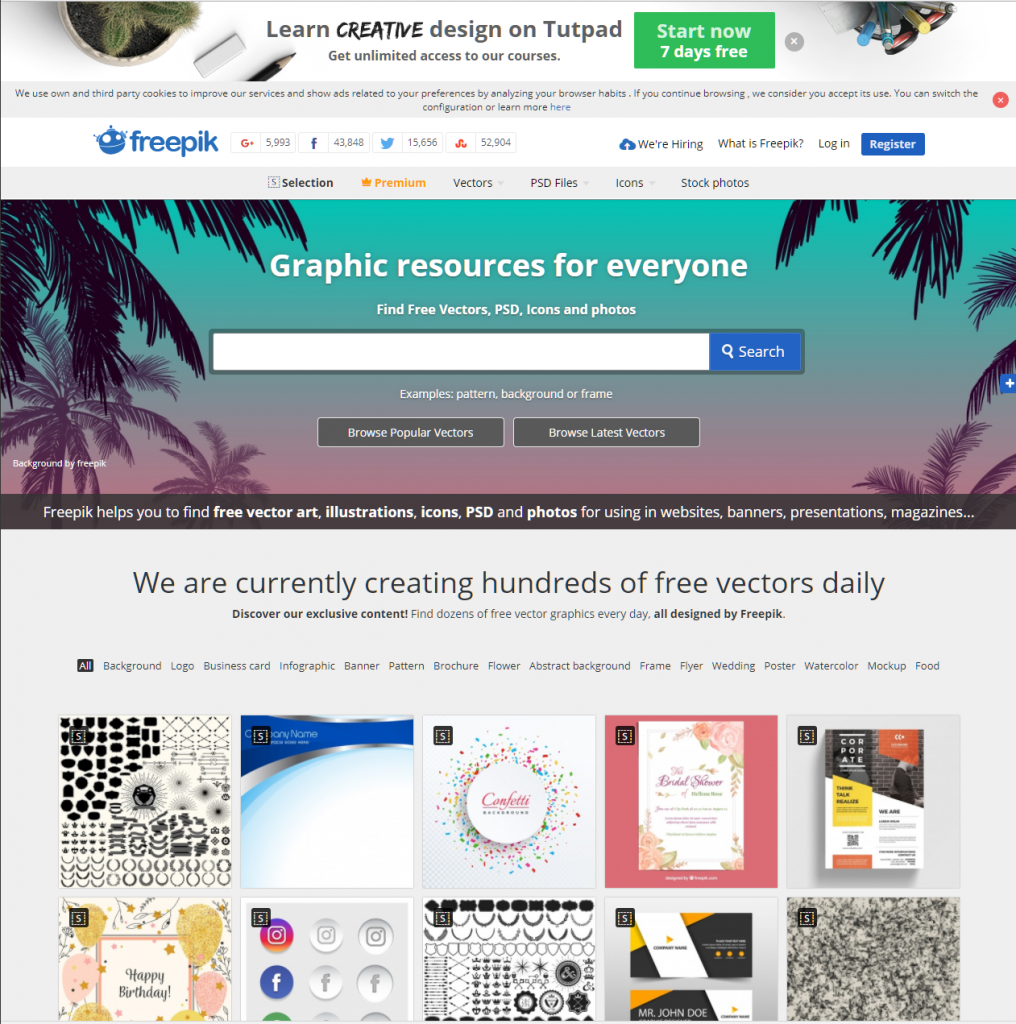 Learn CREATIVE design on Tutpad
Get unlimited access to our courses.
Start now
7 days free
We use own and third party cookies to improve our services and show ads related to your preferences by analyzing your browser habits . If you continue browsing , we consider you accept its use. You can switch the
configuration or learn more here
freepik
G+ 5,993
f 43,848
15,656
52,904
We're Hiring
What is Freepik?
Log in
Register
S Selection
Premium
Vectors
PSD Files
Icons
Stock photos
Graphic resources for everyone
Find Free Vectors, PSD, Icons and photos
Search
Examples: pattern, background or frame
Browse Popular Vectors
Browse Latest Vectors
Background by freepik
Freepik helps you to find free vector art, illustrations, icons, PSD and photos for using in websites, banners, presentations, magazines...
We are currently creating hundreds of free vectors daily
Discover our exclusive content! Find dozens of free vector graphics every day, all designed by Freepik.
All Background Logo Business card Infographic Banner Pattern Brochure Flower Abstract background Frame Flyer Wedding Poster Watercolor Mockup Food
S
S
Name
S
Confetti
BACKGROUND
S
The
Bridal Shower
of
designed by freepik.com
S
COR
POR
ATE
THINK
TALK
REALIZE
WE ARE
S
Happy
Birthday!
S
f
f
f
S
&
S
COMPANY NAME
MR. JOHN DOE
COMPANY NAME
S